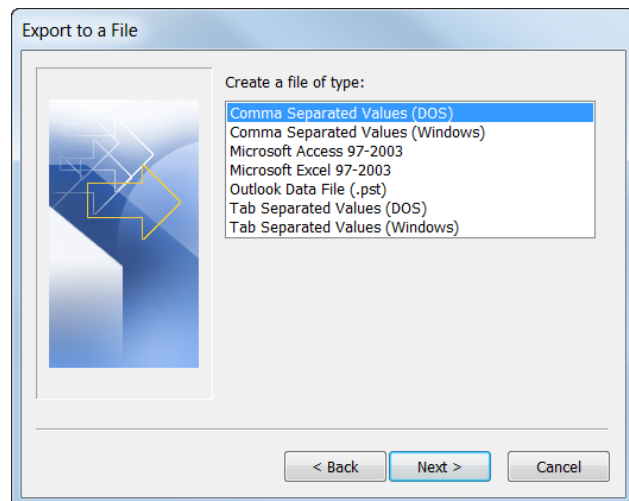 Export to a File
Create a file of type:
Comma Separated Values (DOS)
Comma Separated Values (Windows)
Microsoft Access 97-2003
Microsoft Excel 97-2003
Outlook Data File (.pst)
Tab Separated Values (DOS)
Tab Separated Values (Windows)
< Back
Next >
Cancel